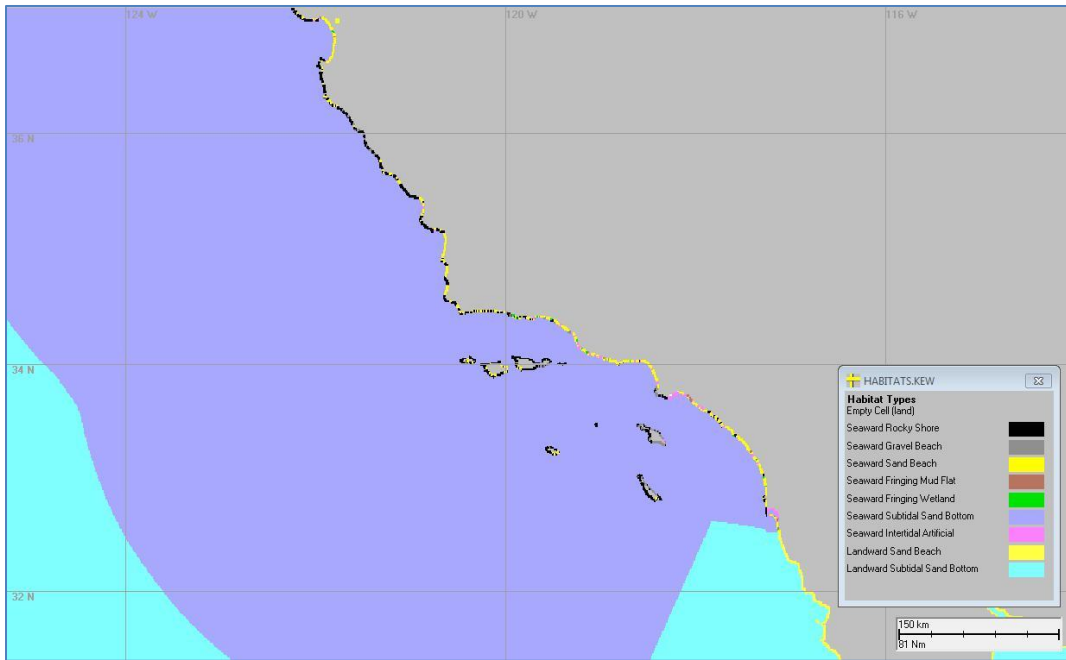 124 W
120 W
116 W
36 N
34 N
32 N
HABITATS.KEW
Habitat Types
Empty Cell (land)
Seaward Rocky Shore
Seaward Gravel Beach
Seaward Sand Beach
Seaward Fringing Mud Flat
Seaward Fringing Wetland
Seaward Subtidal Sand Bottom
Seaward Intertidal Artificial
Landward Sand Beach
Landward Subtidal Sand Bottom
150 km
81 Nm